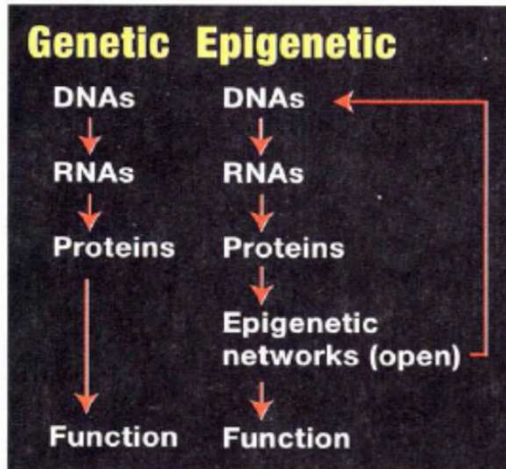 Genetic Epigenetic
DNAs DNAs
RNAs RNAs
Proteins Proteins
Epigenetic
networks (open)
Function Function